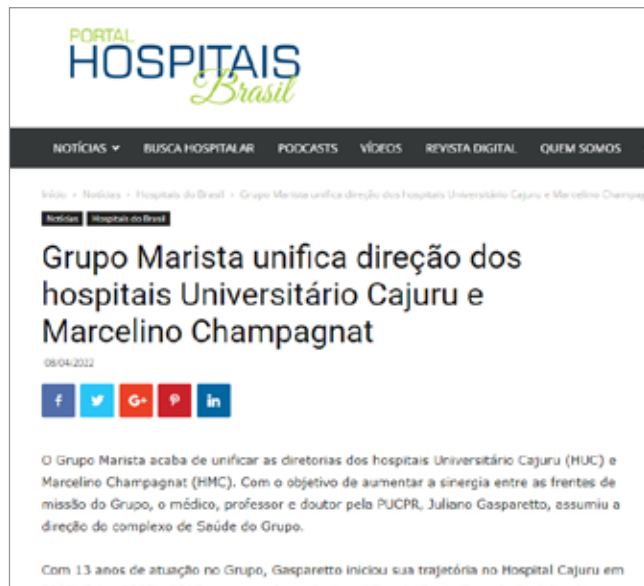 PORTAL
HOSPITAIS
Brasil
NOTÍCIAS BUSCA HOSPITALAR PODCASTS VÍDEOS REVISTA DIGITAL QUEM SOMOS
Início > Notícias > Hospitais do Brasil > Grupo Marista unifica direção dos hospitais Universitário Cajuru e Marcelino Champag
Notícias Hospitais do Brasil
Grupo Marista unifica direção dos
hospitais Universitário Cajuru e
Marcelino Champagnat
08/04/2022
f G+ in
O Grupo Marista acaba de unificar as diretorias dos hospitais Universitário Cajuru (HUC) e
Marcelino Champagnat (HMC). Com o objetivo de aumentar a sinergia entre as frentes de
missão do Grupo, o médico, professor e doutor pela PUCPR, Juliano Gasparetto, assumiu a
direção do complexo de Saúde do Grupo.
Com 13 anos de atuação no Grupo, Gasparetto iniciou sua trajetória no Hospital Cajuru em